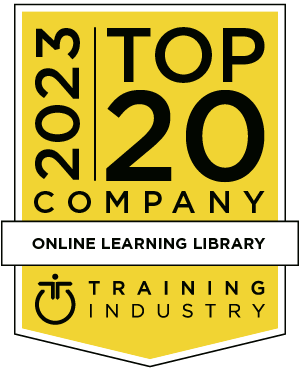 2023
TOP
20
COMPANY
ONLINE LEARNING LIBRARY
TRAINING
INDUSTRY